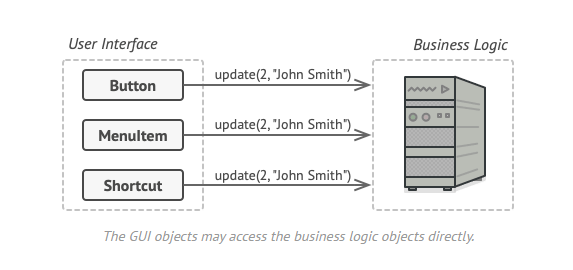 User Interface
Business Logic
Button
update(2, "John Smith")
MenuItem
update(2, "John Smith")
Shortcut
update(2, "John Smith")
The GUI objects may access the business logic objects directly.